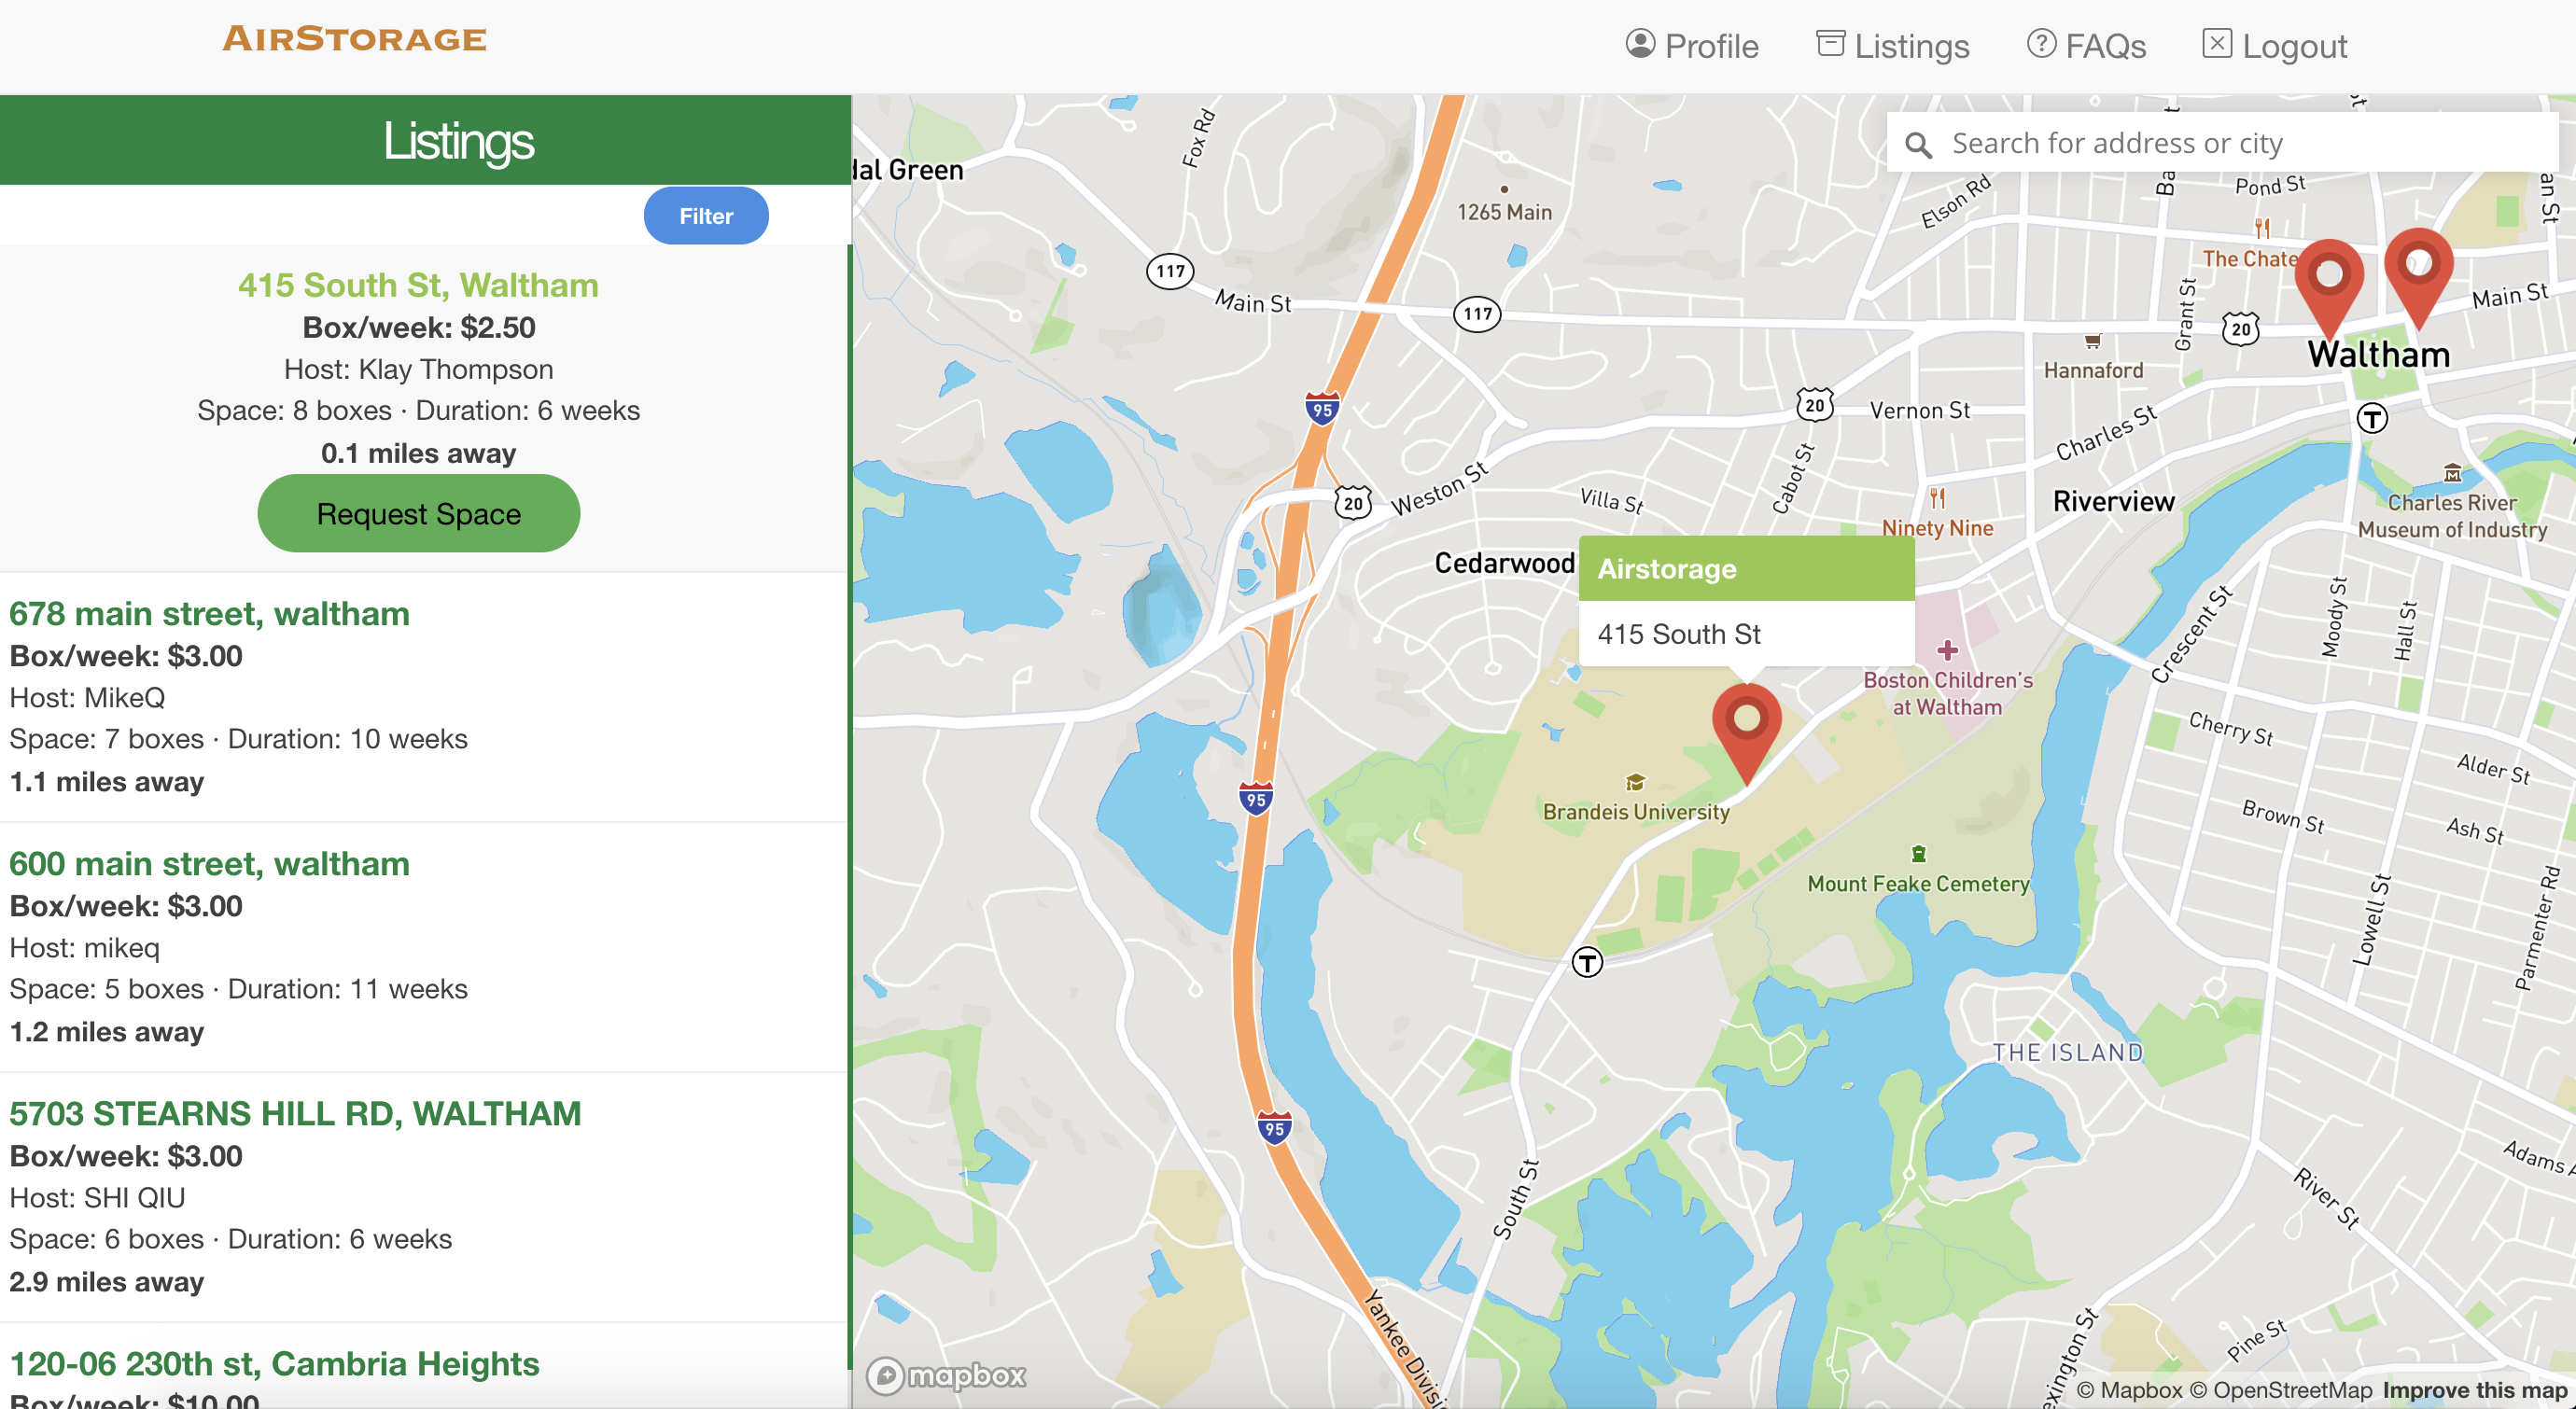 AIRSTORAGE
Profile
Listings
FAQs
Logout
Listings
Filter
415 South St, Waltham
Box/week: $2.50
Host: Klay Thompson
Space: 8 boxes · Duration: 6 weeks
0.1 miles away
Request Space
678 main street, waltham
Box/week: $3.00
Host: MikeQ
Space: 7 boxes · Duration: 10 weeks
1.1 miles away
600 main street, waltham
Box/week: $3.00
Host: mikeq
Space: 5 boxes · Duration: 11 weeks
1.2 miles away
5703 STEARNS HILL RD, WALTHAM
Box/week: $3.00
Host: SHI QIU
Space: 6 boxes · Duration: 6 weeks
2.9 miles away
120-06 230th st, Cambria Heights
Box/week: $10.00
Search for address or city
dal Green
Fox Rd
1265 Main
Elson Rd
Ba
St
Pond St
an St
The Chate
117
Main St
117
Grant St
20
Main St
Waltham
Hannaford
95
20
Vernon St
Charles St
T
20
Weston St
Villa St
Cabot St
Ninety Nine
Riverview
Charles River
Museum of Industry
Cedarwood
Airstorage
415 South St
Boston Children's
at Waltham
Crescent St
Moody St
Hall St
Cherry St
Alder St
95
Brandeis University
Brown St
Ash St
Mount Feake Cemetery
Lowell St
Parmenter Rd
T
THE ISLAND
95
South St
Adams A
River St
Yankee Divisi
exington St
Pine St
mapbox
© Mapbox © OpenStreetMap Improve this map